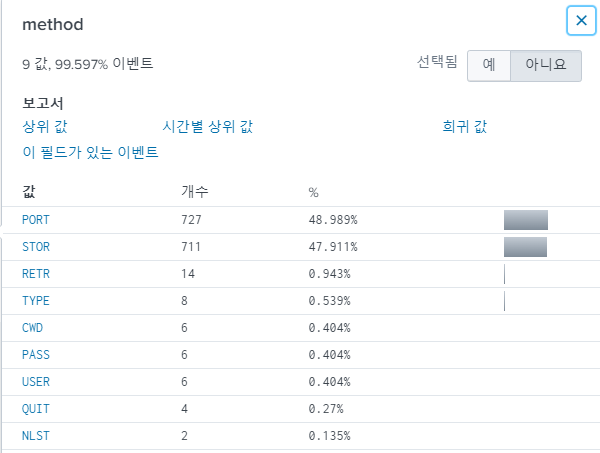 method
9 값, 99.597% 이벤트
선택됨 예 아니요
보고서
상위 값 시간별 상위 값 희귀 값
이 필드가 있는 이벤트
값 개수 %
PORT 727 48.989%
STOR 711 47.911%
RETR 14 0.943%
TYPE 8 0.539%
CWD 6 0.404%
PASS 6 0.404%
USER 6 0.404%
QUIT 4 0.27%
NLST 2 0.135%